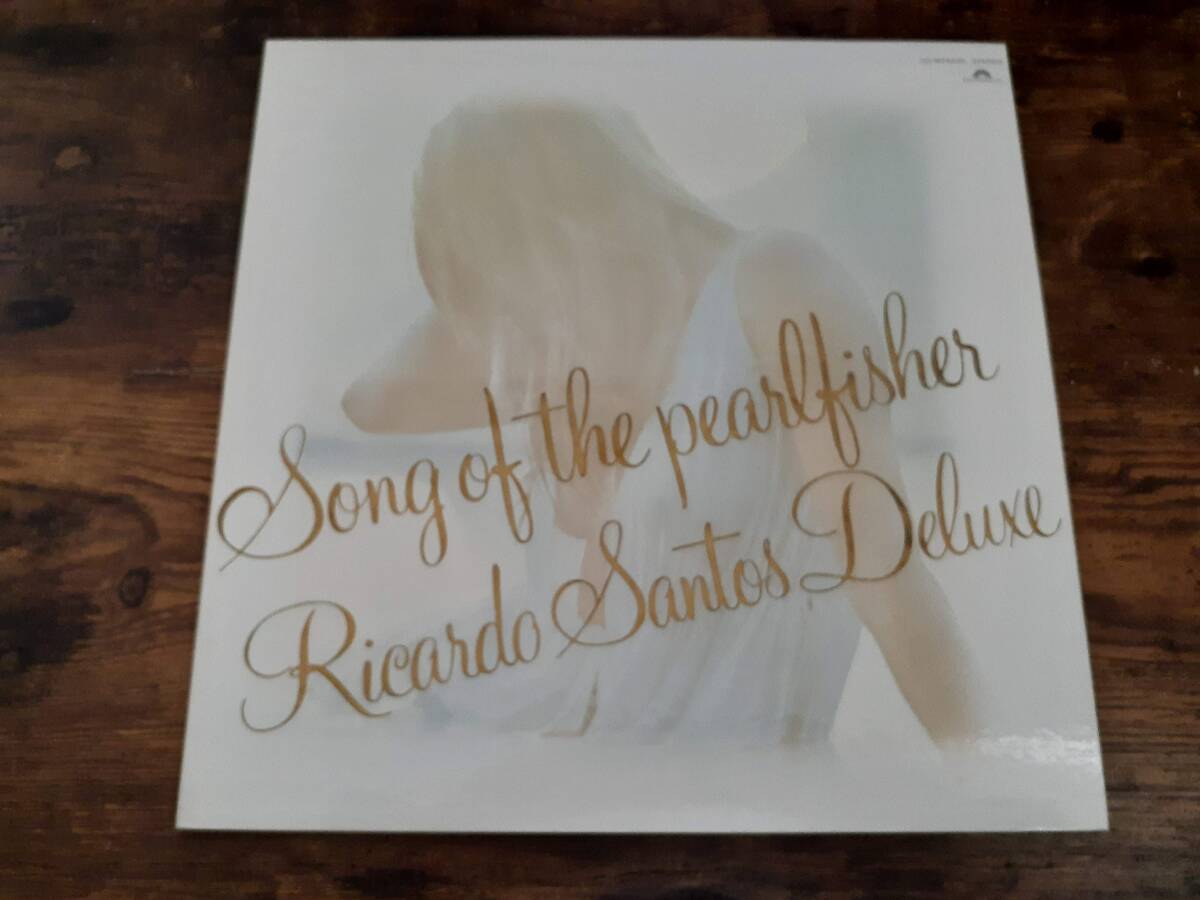 Song of the pearlfisher
Ricardo Santos Deluxe